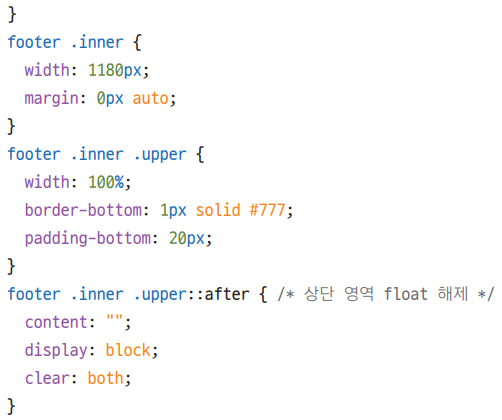 }
footer .inner {
  width: 1180px;
  margin: 0px auto;
}
footer .inner .upper {
  width: 100%;
  border-bottom: 1px solid #777;
  padding-bottom: 20px;
}
footer .inner .upper::after { /* 상단 영역 float 해제 */
  content: "";
  display: block;
  clear: both;
}